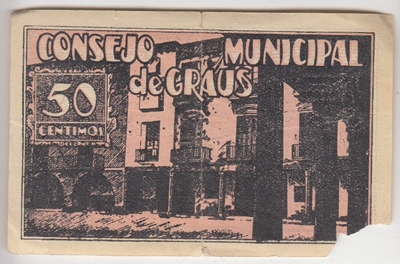 CONSEJO MUNICIPAL
de GRAUS
50
CENTIMOS